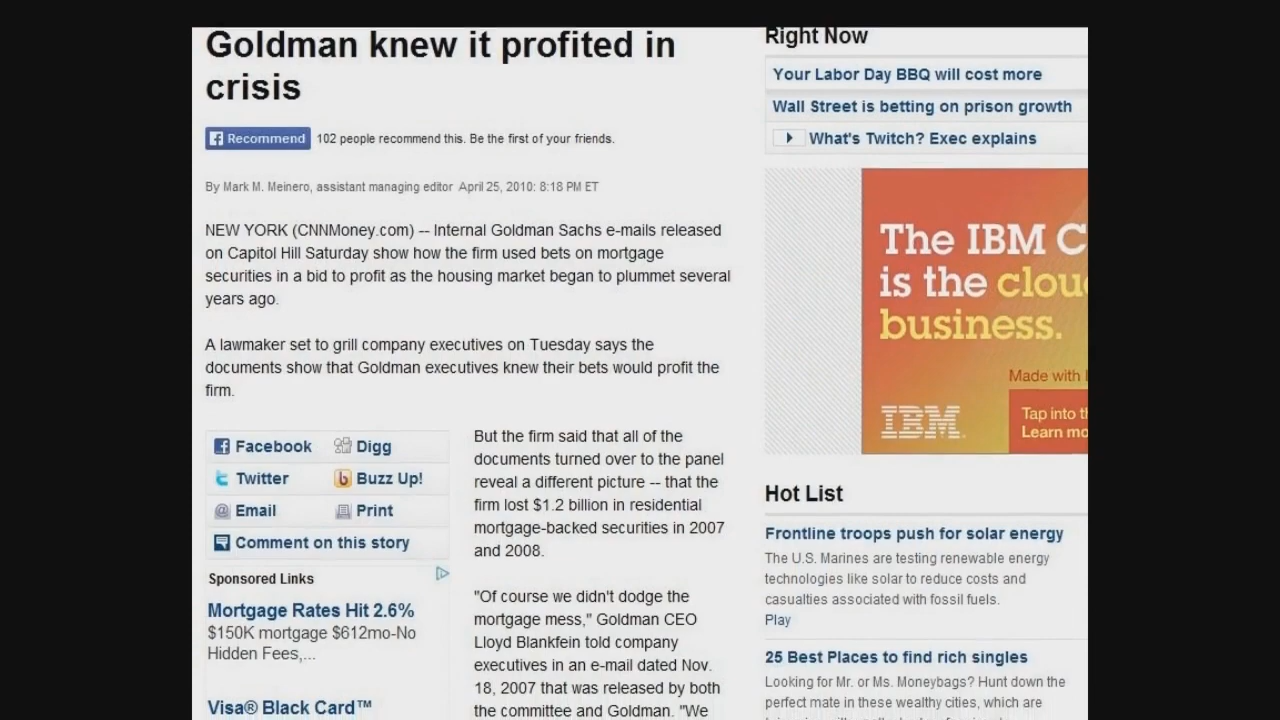 Goldman knew it profited in
crisis
Recommend 102 people recommend this. Be the first of your friends.
By Mark M. Meinero, assistant managing editor April 25, 2010: 8:18 PM ET
NEW YORK (CNNMoney.com) -- Internal Goldman Sachs e-mails released
on Capitol Hill Saturday show how the firm used bets on mortgage
securities in a bid to profit as the housing market began to plummet several
years ago.
A lawmaker set to grill company executives on Tuesday says the
documents show that Goldman executives knew their bets would profit the
firm.
Facebook Digg
Twitter Buzz Up!
Email Print
Comment on this story
Sponsored Links
Mortgage Rates Hit 2.6%
$150K mortgage $612mo-No
Hidden Fees,...
Visa® Black Card™
But the firm said that all of the
documents turned over to the panel
reveal a different picture -- that the
firm lost $1.2 billion in residential
mortgage-backed securities in 2007
and 2008.
"Of course we didn't dodge the
mortgage mess," Goldman CEO
Lloyd Blankfein told company
executives in an e-mail dated Nov.
18, 2007 that was released by both
the committee and Goldman. "We
Right Now
Your Labor Day BBQ will cost more
Wall Street is betting on prison growth
What's Twitch? Exec explains
The IBM C
is the clou
business.
Made with
IBM
Tap into th
Learn mo
Hot List
Frontline troops push for solar energy
The U.S. Marines are testing renewable energy
technologies like solar to reduce costs and
casualties associated with fossil fuels.
Play
25 Best Places to find rich singles
Looking for Mr. or Ms. Moneybags? Hunt down the
perfect mate in these wealthy cities, which are